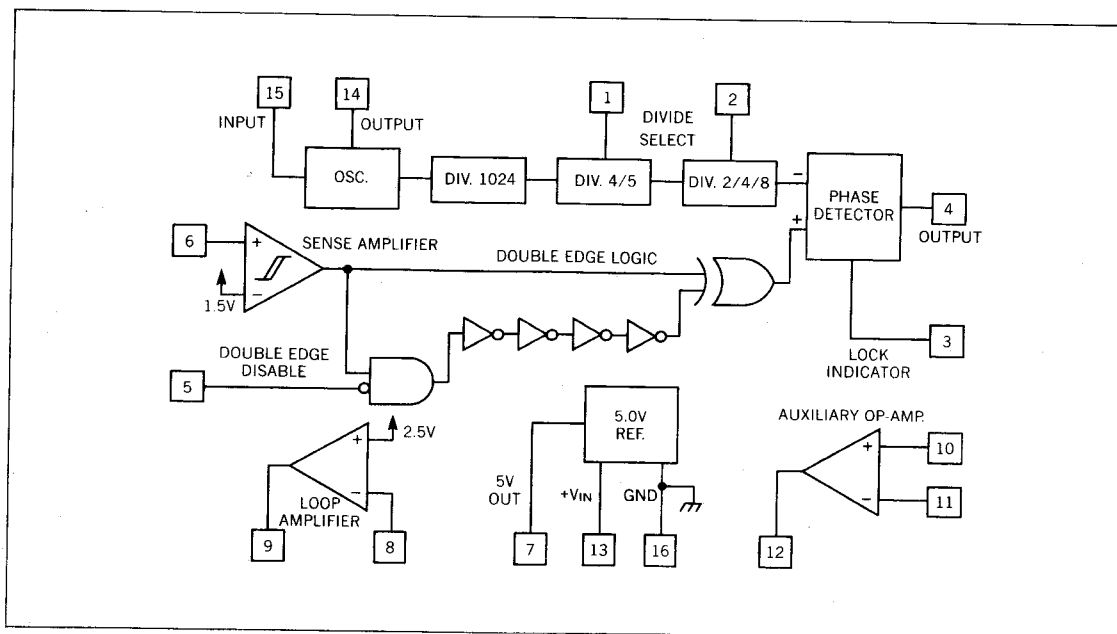 15
14
1
2
INPUT
OUTPUT
DIVIDE
SELECT
OSC.
DIV. 1024
DIV. 4/5
DIV. 2/4/8
−
+
PHASE
DETECTOR
4
OUTPUT
6
+
−
SENSE AMPLIFIER
1.5V
DOUBLE EDGE LOGIC
DOUBLE EDGE
DISABLE
5
3
LOCK
INDICATOR
2.5V
+
−
LOOP
AMPLIFIER
9
8
5.0V
REF.
5V
OUT
+VIN
GND
7
13
16
AUXILIARY OP-AMP.
+
−
10
11
12